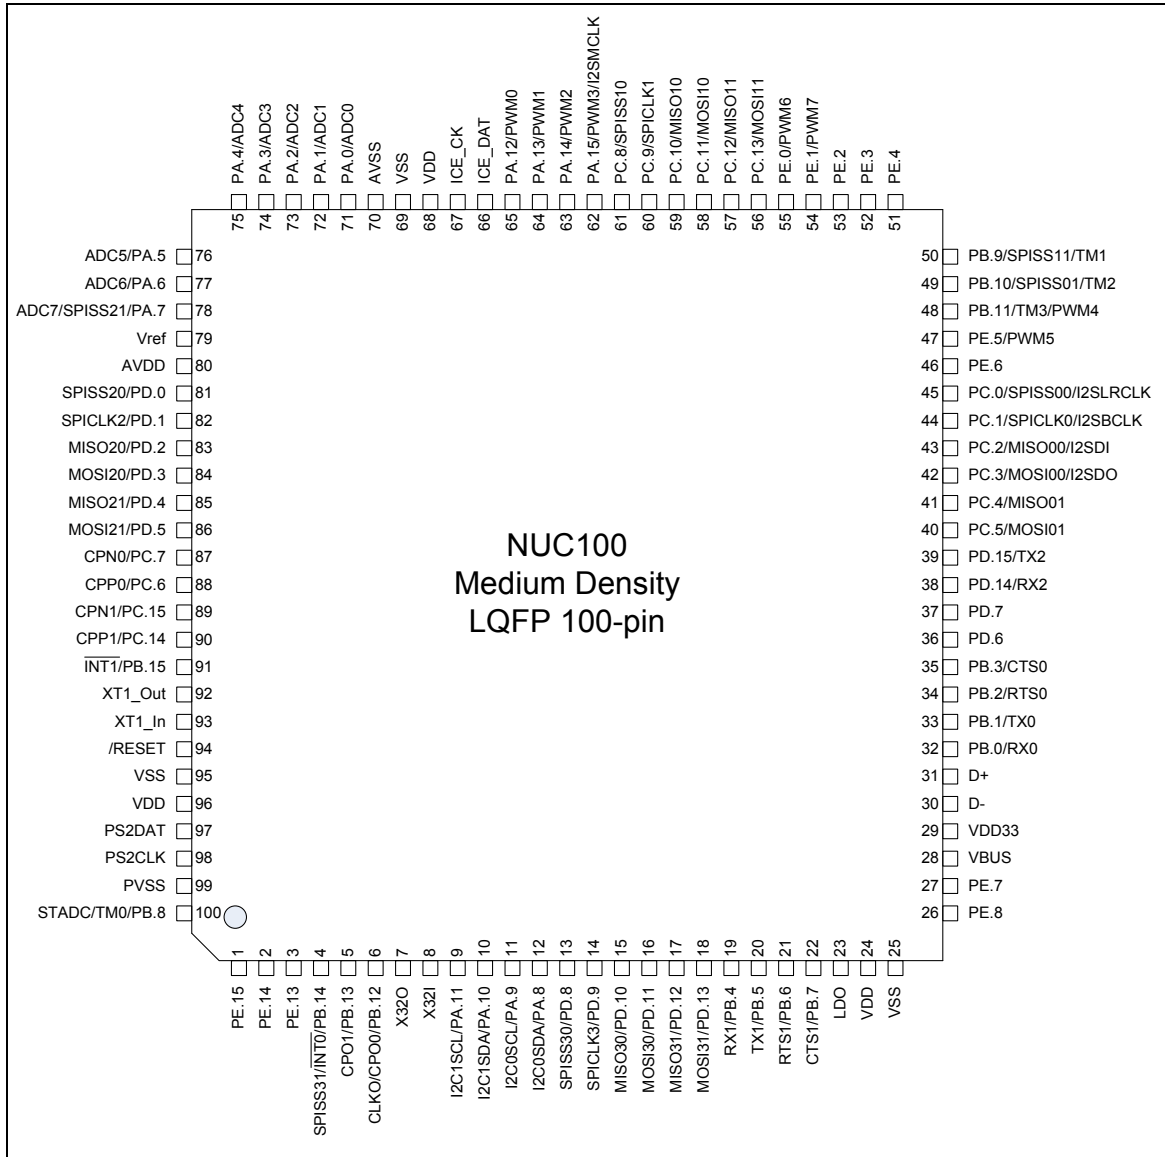 PA.4/ADC4
PA.3/ADC3
PA.2/ADC2
PA.1/ADC1
PA.0/ADC0
AVSS
VSS
VDD
ICE_CK
ICE_DAT
PA.12/PWM0
PA.13/PWM1
PA.14/PWM2
PA.15/PWM3/I2SMCLK
PC.8/SPISS10
PC.9/SPICLK1
PC.10/MISO10
PC.11/MOSI10
PC.12/MISO11
PC.13/MOSI11
PE.0/PWM6
PE.1/PWM7
PE.2
PE.3
PE.4
75 74 73 72 71 70 69 68 67 66 65 64 63 62 61 60 59 58 57 56 55 54 53 52 51
ADC5/PA.5 76
ADC6/PA.6 77
ADC7/SPISS21/PA.7 78
Vref 79
AVDD 80
SPISS20/PD.0 81
SPICLK2/PD.1 82
MISO20/PD.2 83
MOSI20/PD.3 84
MISO21/PD.4 85
MOSI21/PD.5 86
CPN0/PC.7 87
CPP0/PC.6 88
CPN1/PC.15 89
CPP1/PC.14 90
INT1/PB.15 91
XT1_Out 92
XT1_In 93
/RESET 94
VSS 95
VDD 96
PS2DAT 97
PS2CLK 98
PVSS 99
STADC/TM0/PB.8 100
NUC100
Medium Density
LQFP 100-pin
50 PB.9/SPISS11/TM1
49 PB.10/SPISS01/TM2
48 PB.11/TM3/PWM4
47 PE.5/PWM5
46 PE.6
45 PC.0/SPISS00/I2SLRCLK
44 PC.1/SPICLK0/I2SBCLK
43 PC.2/MISO00/I2SDI
42 PC.3/MOSI00/I2SDO
41 PC.4/MISO01
40 PC.5/MOSI01
39 PD.15/TX2
38 PD.14/RX2
37 PD.7
36 PD.6
35 PB.3/CTS0
34 PB.2/RTS0
33 PB.1/TX0
32 PB.0/RX0
31 D+
30 D-
29 VDD33
28 VBUS
27 PE.7
26 PE.8
1 2 3 4 5 6 7 8 9 10 11 12 13 14 15 16 17 18 19 20 21 22 23 24 25
PE.15
PE.14
PE.13
SPISS31/INT0/PB.14
CPO1/PB.13
CLKO/CPO0/PB.12
X32O
X32I
I2C1SCL/PA.11
I2C1SDA/PA.10
I2C0SCL/PA.9
I2C0SDA/PA.8
SPISS30/PD.8
SPICLK3/PD.9
MISO30/PD.10
MOSI30/PD.11
MISO31/PD.12
MOSI31/PD.13
RX1/PB.4
TX1/PB.5
RTS1/PB.6
CTS1/PB.7
LDO
VDD
VSS